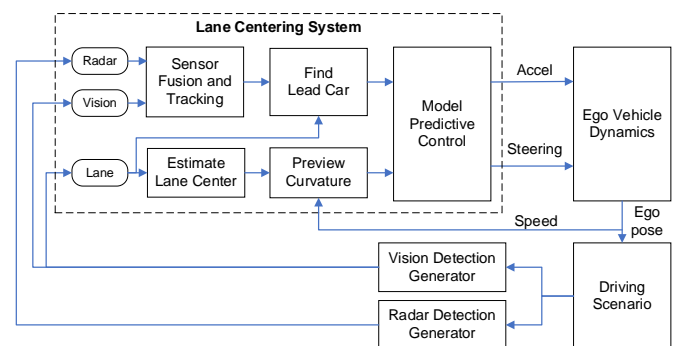 Lane Centering System
Radar
Vision
Lane
Sensor
Fusion and
Tracking
Find
Lead Car
Estimate
Lane Center
Preview
Curvature
Model
Predictive
Control
Accel
Steering
Ego Vehicle
Dynamics
Speed
Ego
pose
Vision Detection
Generator
Radar Detection
Generator
Driving
Scenario